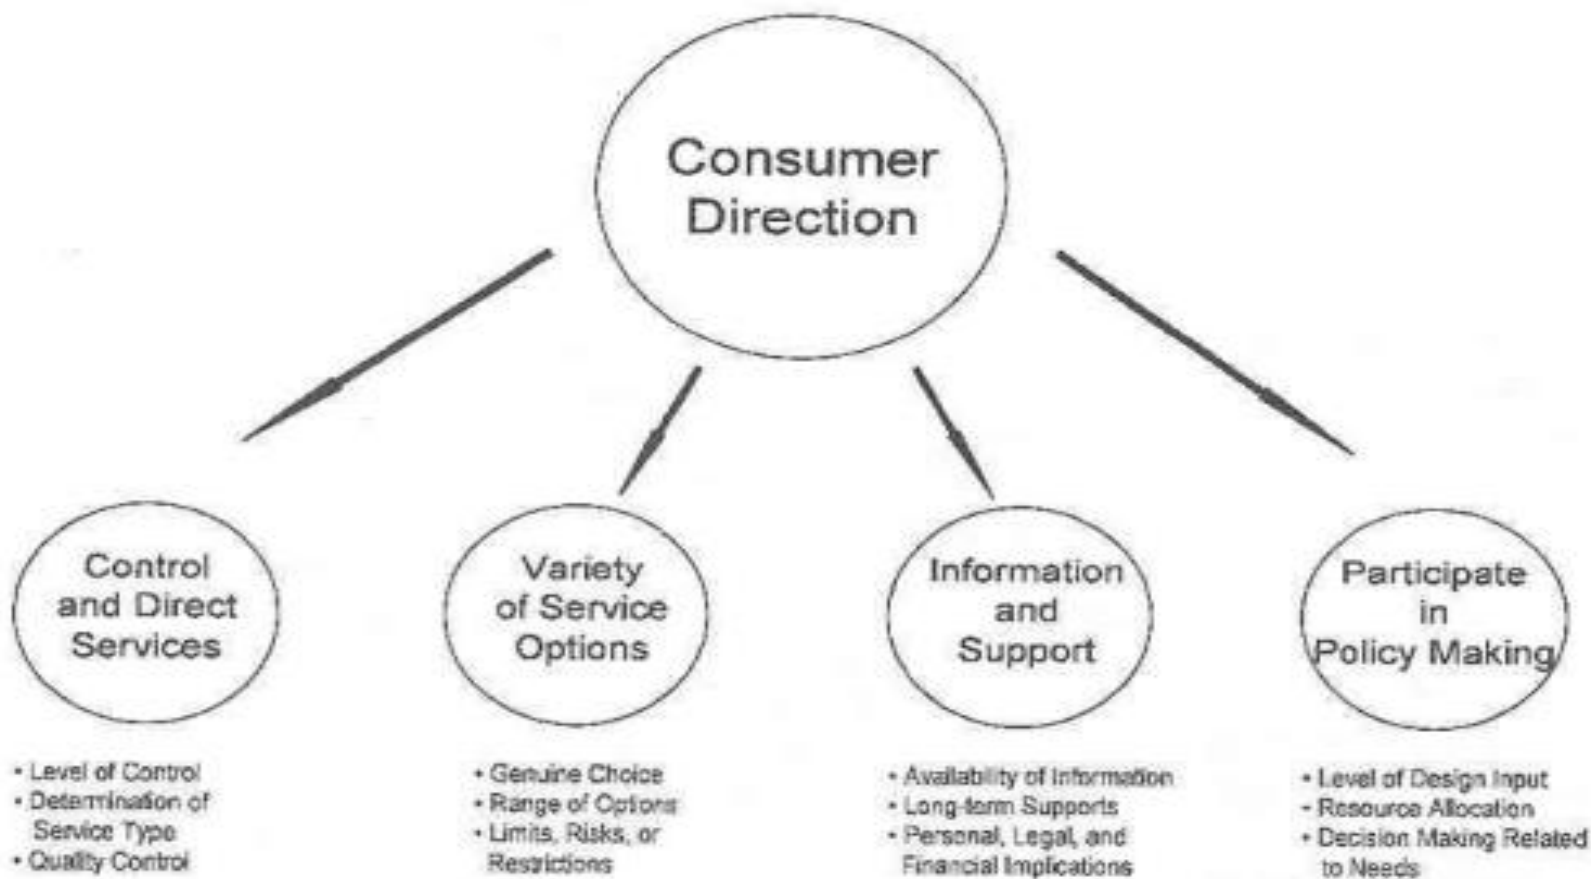 Consumer
Direction
Control
and Direct
Services
Variety
of Service
Options
Information
and
Support
Participate
in
Policy Making
• Level of Control
• Determination of
Service Type
• Quality Control
• Genuine Choice
• Range of Options
• Limits, Risks, or
Restrictions
• Availability of Information
• Long-term Supports
• Personal, Legal, and
Financial Implications
• Level of Design Input
• Resource Allocation
• Decision Making Related
to Needs